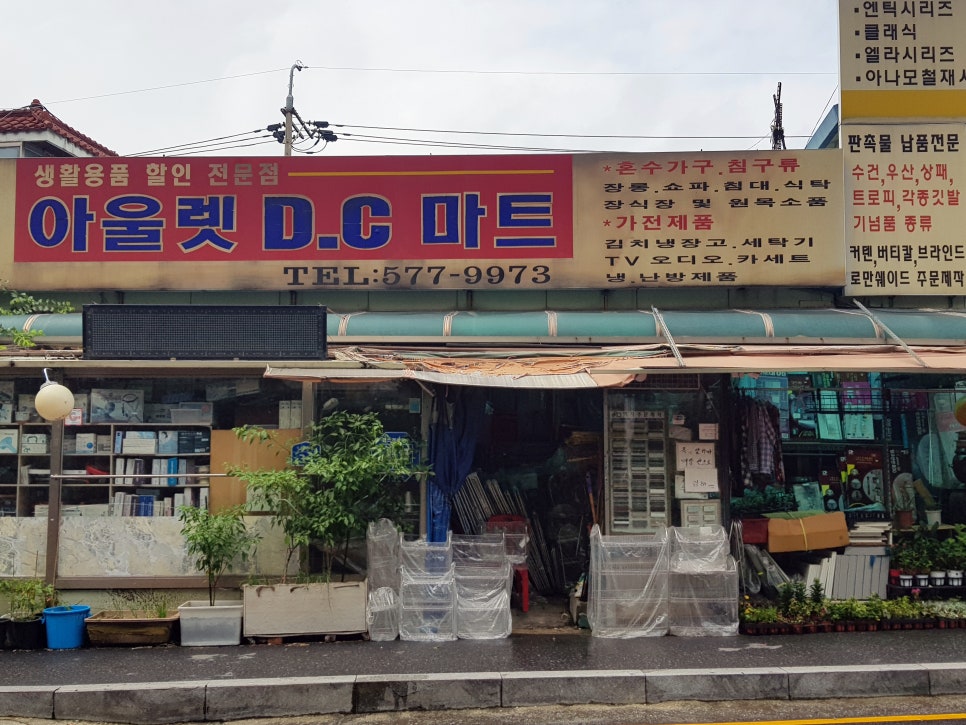 생활용품 할인 전문점
아울렛 D.C 마트
TEL:577-9973
*혼수가구.침구류
장롱.쇼파.침대.식탁
장식장 및 원목소품
*가전제품
김치냉장고.세탁기
TV 오디오.카세트
냉.난방제품
▪엔틱시리즈
▪클래식
▪엘라시리즈
▪아나모철재
판촉물 납품전문
수건,우산,상패,
트로피,각종깃발
기념품 종류
커텐,버티칼,브라인드
로만쉐이드 주문제작